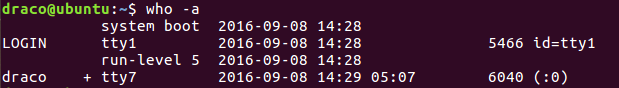 draco@ubuntu:~$ who -a
           system boot  2016-09-08 14:28
LOGIN      tty1         2016-09-08 14:28              5466 id=tty1
           run-level 5  2016-09-08 14:28
draco    + tty7         2016-09-08 14:29 05:07        6040 (:0)